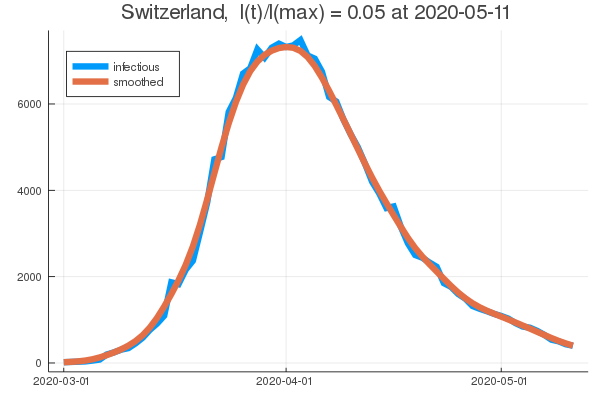 Switzerland,  I(t)/I(max) = 0.05 at 2020-05-11
infectious
smoothed
6000
4000
2000
0
2020-03-01
2020-04-01
2020-05-01